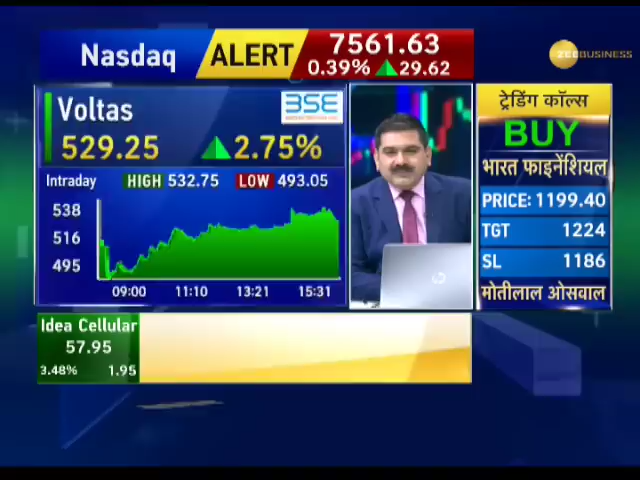 Nasdaq
ALERT
7561.63
0.39% ▲ 29.62
ZEE BUSINESS
Voltas
BSE
529.25 ▲ 2.75%
Intraday HIGH 532.75 LOW 493.05
538
516
495
09:00 11:10 13:21 15:31
ट्रेडिंग कॉल्स
BUY
भारत फाइनेंशियल
PRICE: 1199.40
TGT 1224
SL 1186
मोतीलाल ओसवाल
Idea Cellular
57.95
3.48% 1.95